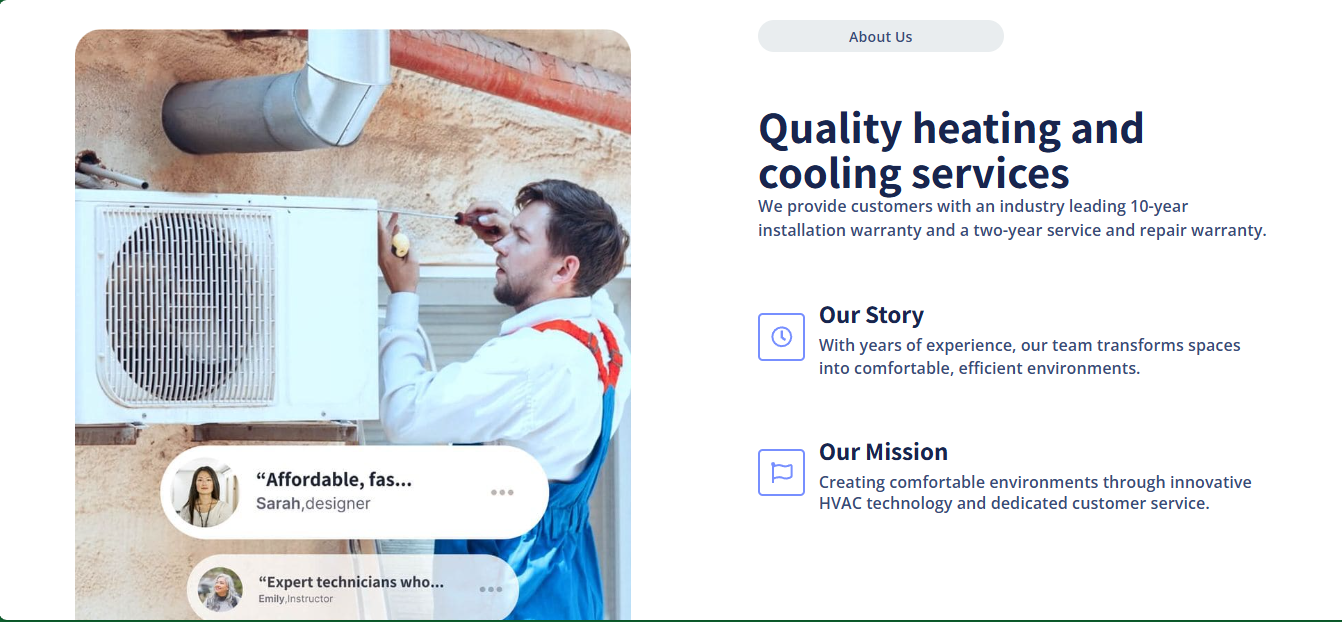 About Us
Quality heating and
cooling services
We provide customers with an industry leading 10-year
installation warranty and a two-year service and repair warranty.
Our Story
With years of experience, our team transforms spaces
into comfortable, efficient environments.
Our Mission
Creating comfortable environments through innovative
HVAC technology and dedicated customer service.
“Affordable, fas...
Sarah,designer
“Expert technicians who...
Emily,Instructor